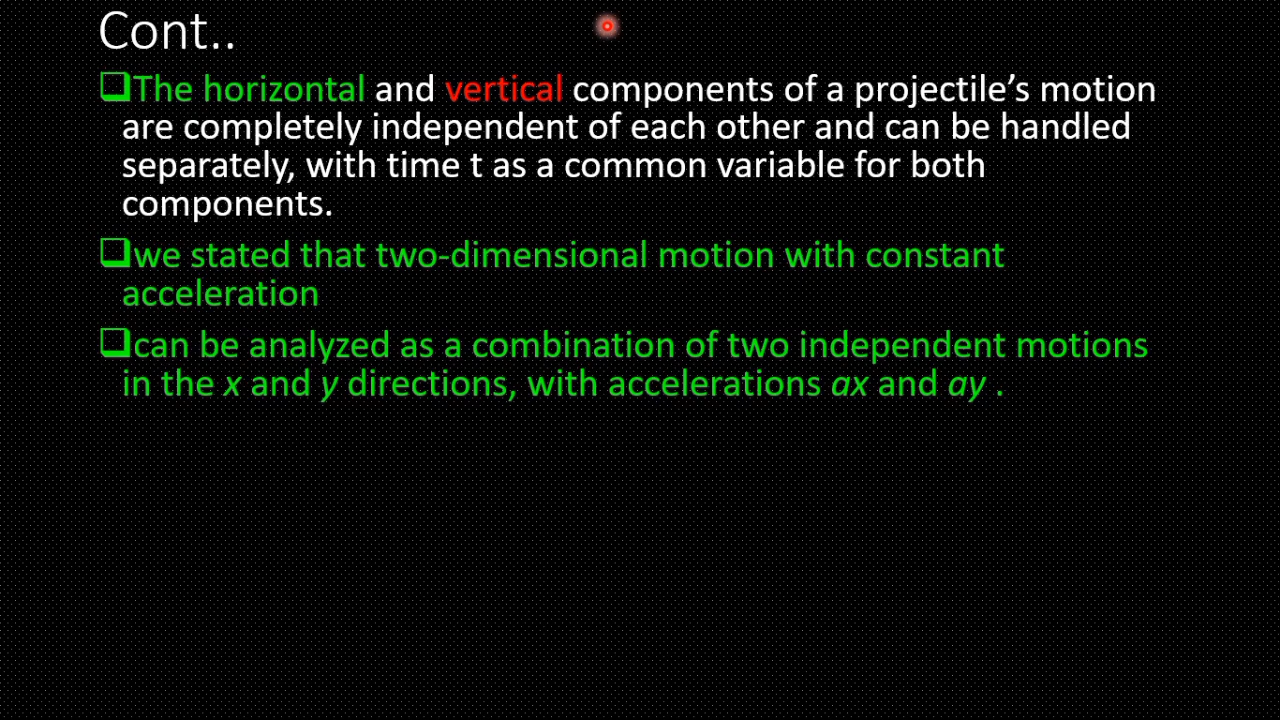 Cont..
❑The horizontal and vertical components of a projectile’s motion
are completely independent of each other and can be handled
separately, with time t as a common variable for both
components.
❑we stated that two-dimensional motion with constant
acceleration
❑can be analyzed as a combination of two independent motions
in the x and y directions, with accelerations ax and ay .